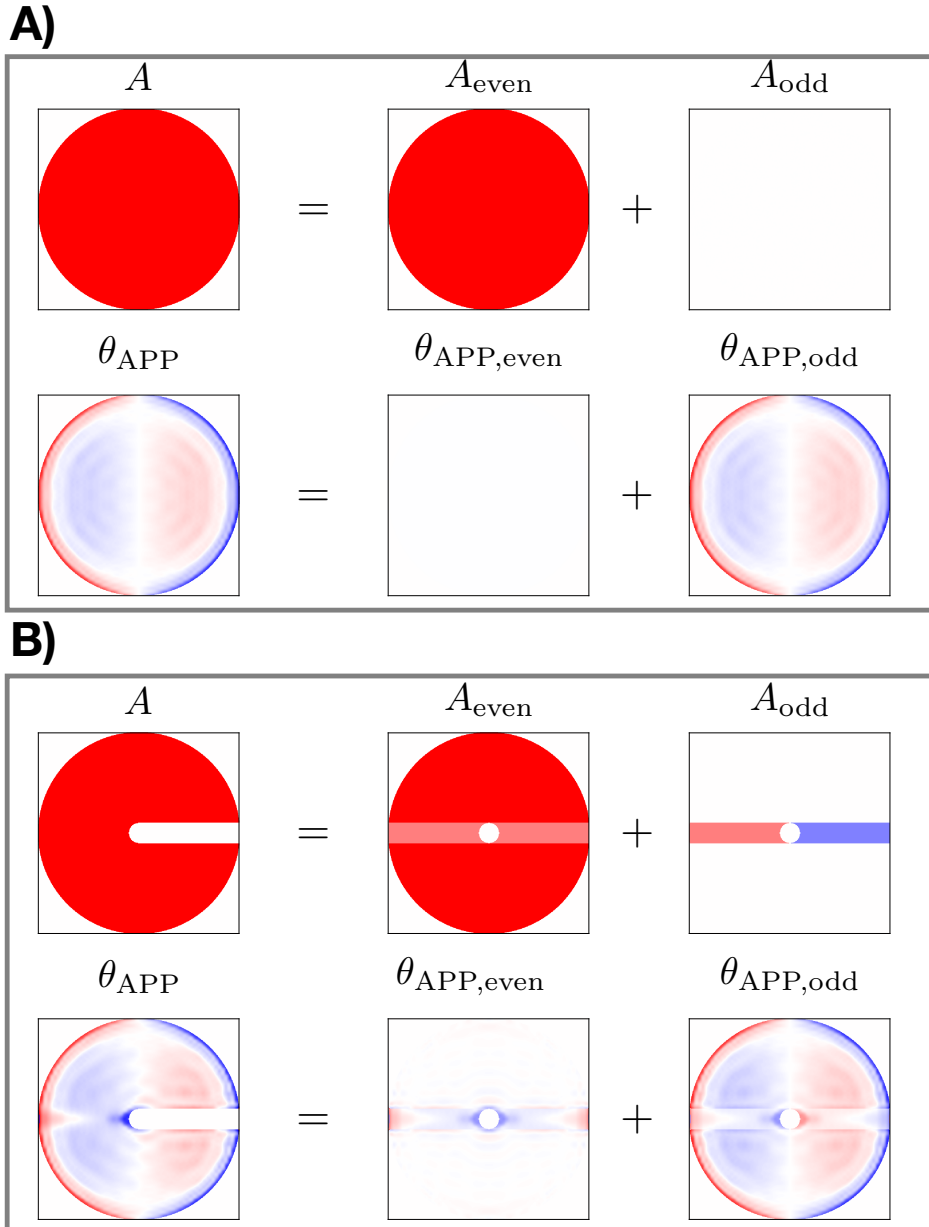 A)
A A_even A_odd
= +
θ_APP θ_APP,even θ_APP,odd
= +
B)
A A_even A_odd
= +
θ_APP θ_APP,even θ_APP,odd
= +